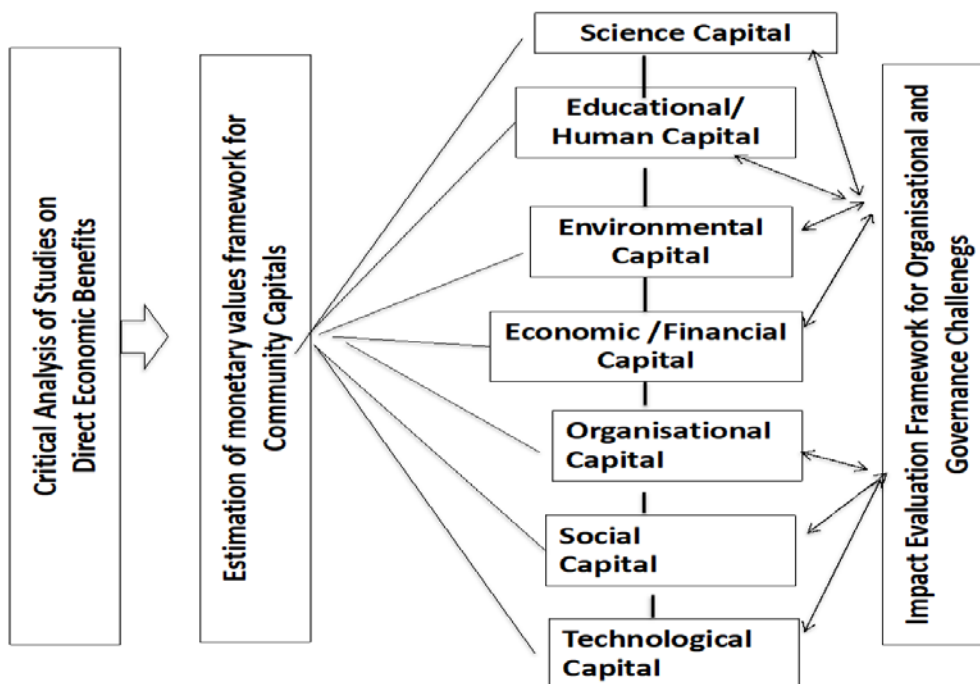 Critical Analysis of Studies on
Direct Economic Benefits
Estimation of monetary values framework for
Community Capitals
Science Capital
Educational/
Human Capital
Environmental
Capital
Economic /Financial
Capital
Organisational
Capital
Social
Capital
Technological
Capital
Impact Evaluation Framework for Organisational and
Governance Challenegs